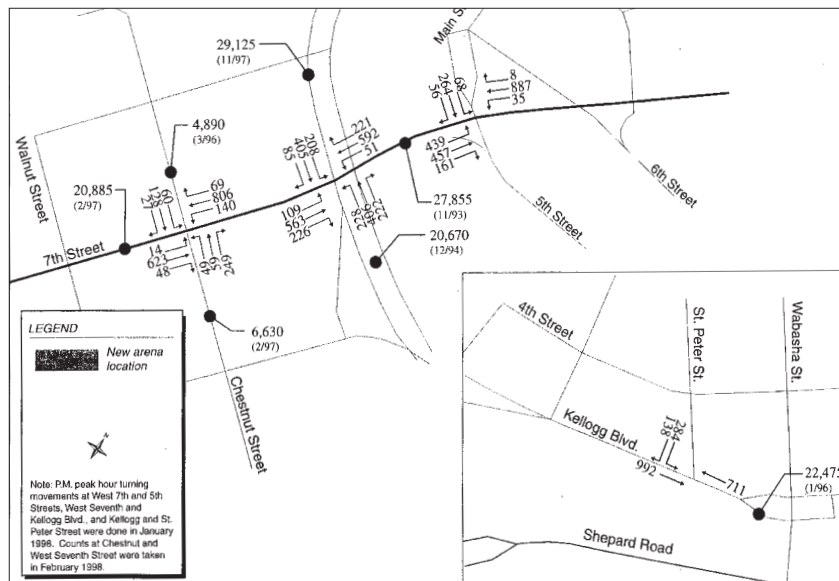 Main St.
29,125
(11/97)
8
887
35
68
264
56
221
592
51
208
405
85
4,890
(3/96)
439
457
161
Walnut Street
20,885
(2/97)
69
806
140
60
128
237
27,855
(11/93)
6th Street
5th Street
109
563
226
222
496
228
20,670
(12/94)
7th Street
14
623
48
49
59
249
6,630
(2/97)
Chestnut Street
LEGEND
New arena
location
N
Note: P.M. peak hour turning
movements at West 7th and 5th
Streets, West Seventh and
Kellogg Blvd., and Kellogg and St.
Peter Street were done in January
1998. Counts at Chestnut and
West Seventh Street were taken
in February 1998.
4th Street
St. Peter St.
Wabasha St.
Kellogg Blvd.
284
138
992
711
22,475
(1/96)
Shepard Road